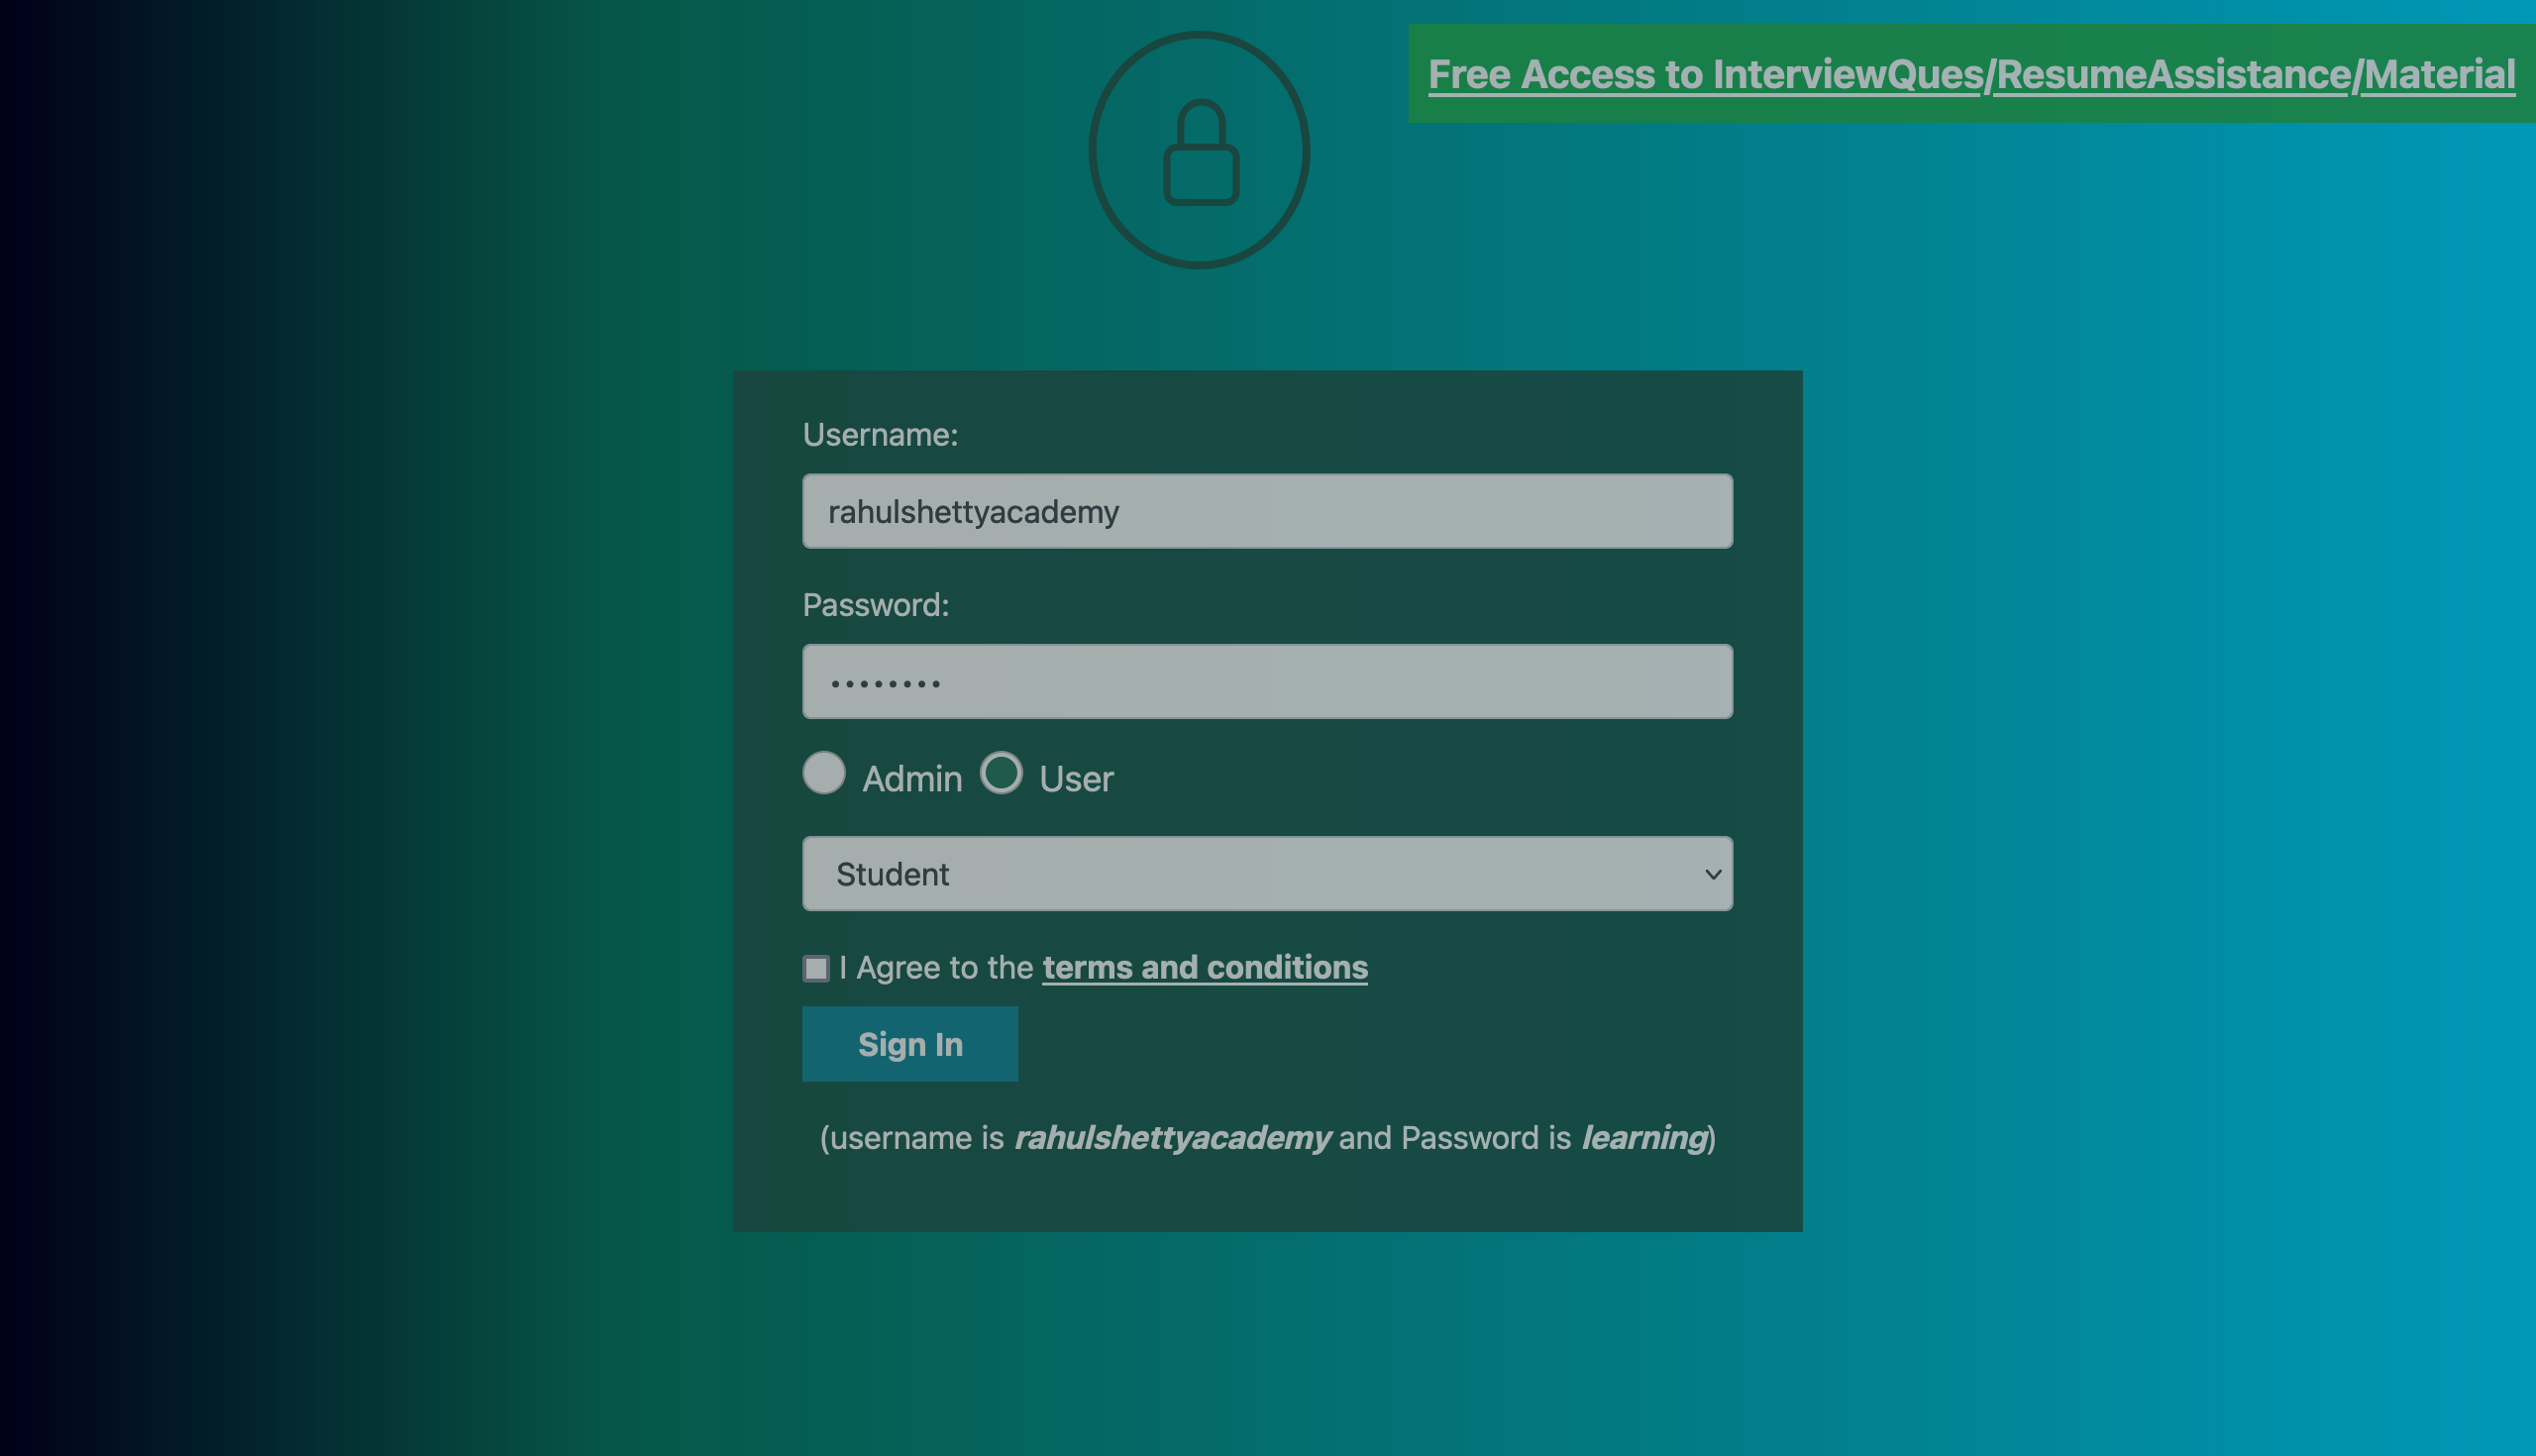 Free Access to InterviewQues/ResumeAssistance/Material
Username:
rahulshettyacademy
Password:
••••••••
Admin User
Student
I Agree to the terms and conditions
Sign In
(username is rahulshettyacademy and Password is learning)